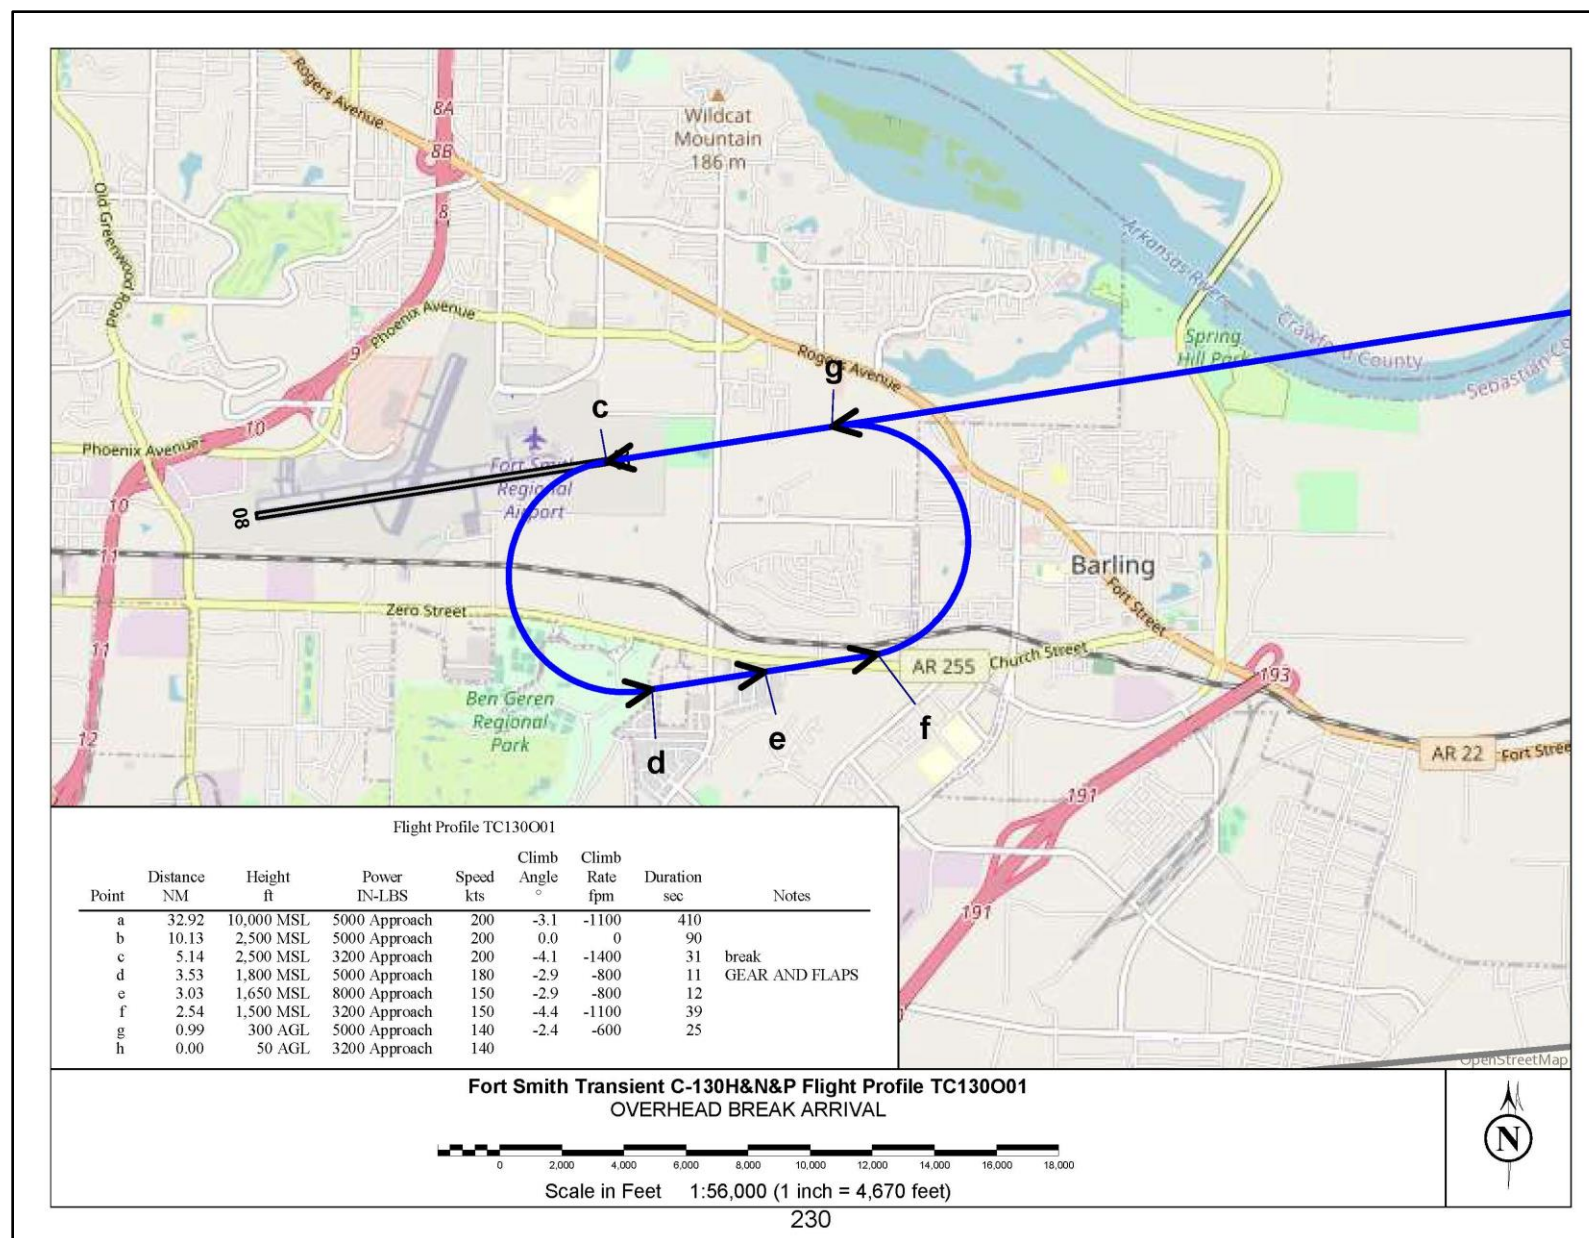 Rogers Avenue
8A
Wildcat
Mountain
186 m
8B
8
Old Greenwood Road
Arkansas River
Phoenix Avenue
9
Crawford County
Spring
Hill Park
Sebastian Co
Rogers Avenue
g
c
10
Phoenix Avenue
Fort Smith
Regional
Airport
10
08
11
Barling
Fort Street
Zero Street
11
AR 255
Church Street
193
Ben Geren
Regional
Park
f
e
d
12
AR 22
Fort Stree
191
191
Flight Profile TC130O01
Climb Climb
Distance Height Power Speed Angle Rate Duration
Point NM ft IN-LBS kts ° fpm sec Notes
a 32.92 10,000 MSL 5000 Approach 200 -3.1 -1100 410
b 10.13 2,500 MSL 5000 Approach 200 0.0 0 90
c 5.14 2,500 MSL 3200 Approach 200 -4.1 -1400 31 break
d 3.53 1,800 MSL 5000 Approach 180 -2.9 -800 11 GEAR AND FLAPS
e 3.03 1,650 MSL 8000 Approach 150 -2.9 -800 12
f 2.54 1,500 MSL 3200 Approach 150 -4.4 -1100 39
g 0.99 300 AGL 5000 Approach 140 -2.4 -600 25
h 0.00 50 AGL 3200 Approach 140
OpenStreetMap
Fort Smith Transient C-130H&N&P Flight Profile TC130O01
OVERHEAD BREAK ARRIVAL
0 2,000 4,000 6,000 8,000 10,000 12,000 14,000 16,000 18,000
Scale in Feet 1:56,000 (1 inch = 4,670 feet)
N
230